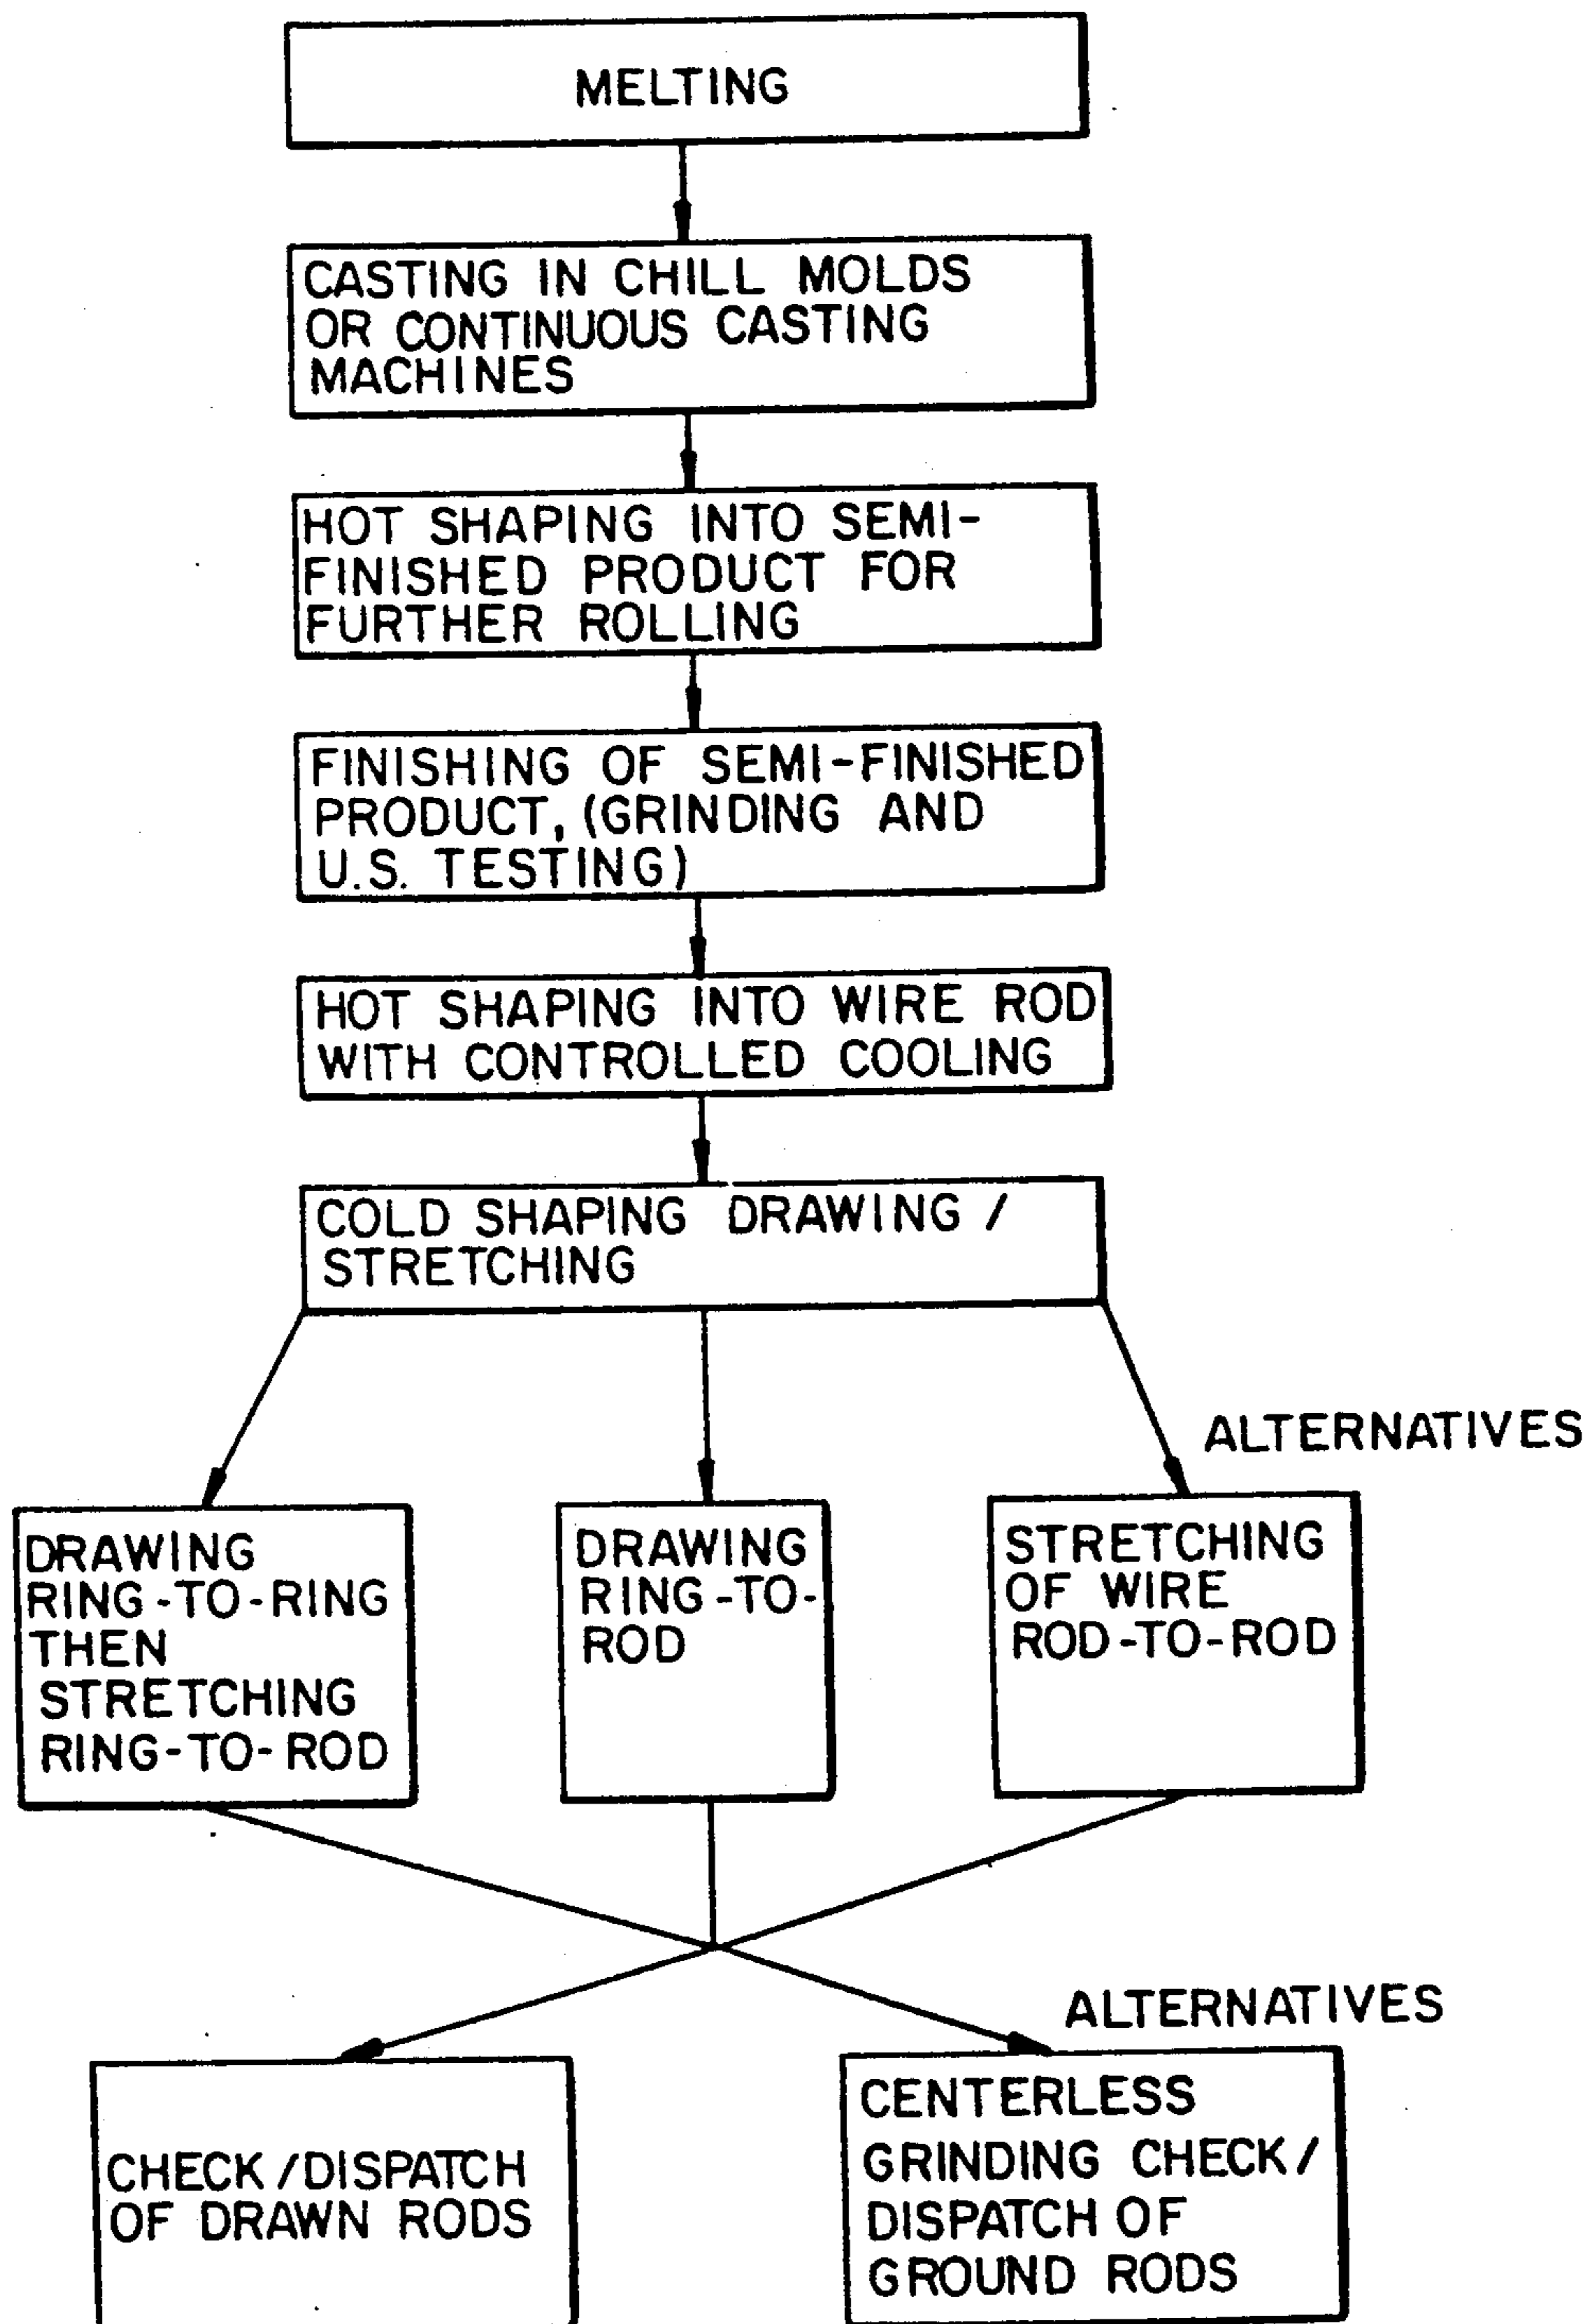 MELTING
CASTING IN CHILL MOLDS
OR CONTINUOUS CASTING
MACHINES
HOT SHAPING INTO SEMI-
FINISHED PRODUCT FOR
FURTHER ROLLING
FINISHING OF SEMI-FINISHED
PRODUCT, (GRINDING AND
U.S. TESTING)
HOT SHAPING INTO WIRE ROD
WITH CONTROLLED COOLING
COLD SHAPING DRAWING /
STRETCHING
ALTERNATIVES
DRAWING
RING-TO-RING
THEN
STRETCHING
RING-TO-ROD
DRAWING
RING-TO-
ROD
STRETCHING
OF WIRE
ROD-TO-ROD
ALTERNATIVES
CHECK/DISPATCH
OF DRAWN RODS
CENTERLESS
GRINDING CHECK/
DISPATCH OF
GROUND RODS